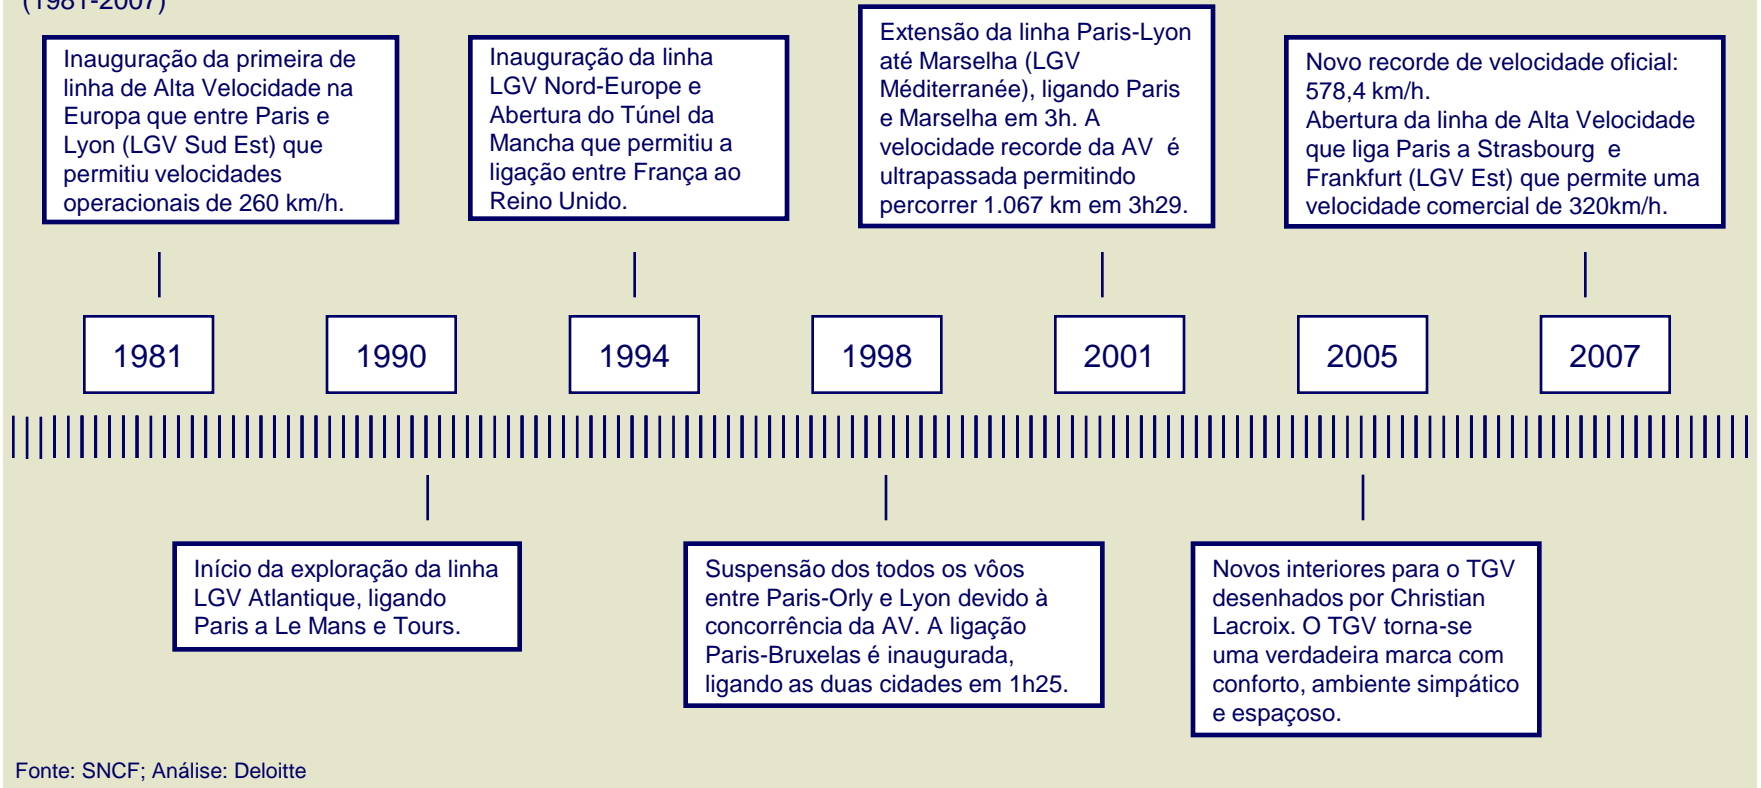 (1981-2007)
Inauguração da primeira de
linha de Alta Velocidade na
Europa que entre Paris e
Lyon (LGV Sud Est) que
permitiu velocidades
operacionais de 260 km/h.
Inauguração da linha
LGV Nord-Europe e
Abertura do Túnel da
Mancha que permitiu a
ligação entre França ao
Reino Unido.
Extensão da linha Paris-Lyon
até Marselha (LGV
Méditerranée), ligando Paris
e Marselha em 3h. A
velocidade recorde da AV é
ultrapassada permitindo
percorrer 1.067 km em 3h29.
Novo recorde de velocidade oficial:
578,4 km/h.
Abertura da linha de Alta Velocidade
que liga Paris a Strasbourg e
Frankfurt (LGV Est) que permite uma
velocidade comercial de 320km/h.
1981
1990
1994
1998
2001
2005
2007
Início da exploração da linha
LGV Atlantique, ligando
Paris a Le Mans e Tours.
Suspensão dos todos os vôos
entre Paris-Orly e Lyon devido à
concorrência da AV. A ligação
Paris-Bruxelas é inaugurada,
ligando as duas cidades em 1h25.
Novos interiores para o TGV
desenhados por Christian
Lacroix. O TGV torna-se
uma verdadeira marca com
conforto, ambiente simpático
e espaçoso.
Fonte: SNCF; Análise: Deloitte